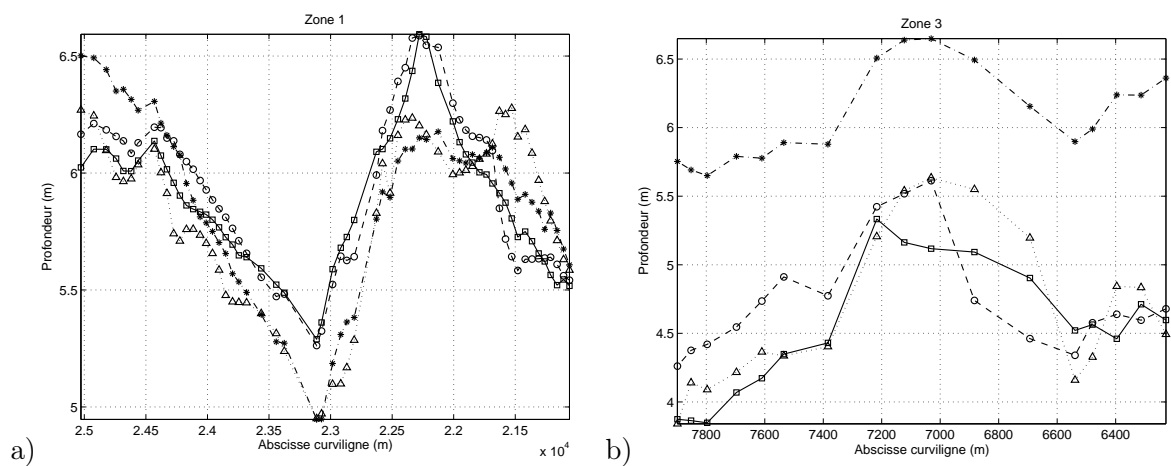 Zone 1
6.5
6
5.5
5
Profondeur (m)
2.5 2.45 2.4 2.35 2.3 2.25 2.2 2.15
Abscisse curviligne (m)
x 10^4
a)
Zone 3
6.5
6
5.5
5
4.5
4
Profondeur (m)
7800 7600 7400 7200 7000 6800 6600 6400
Abscisse curviligne (m)
b)